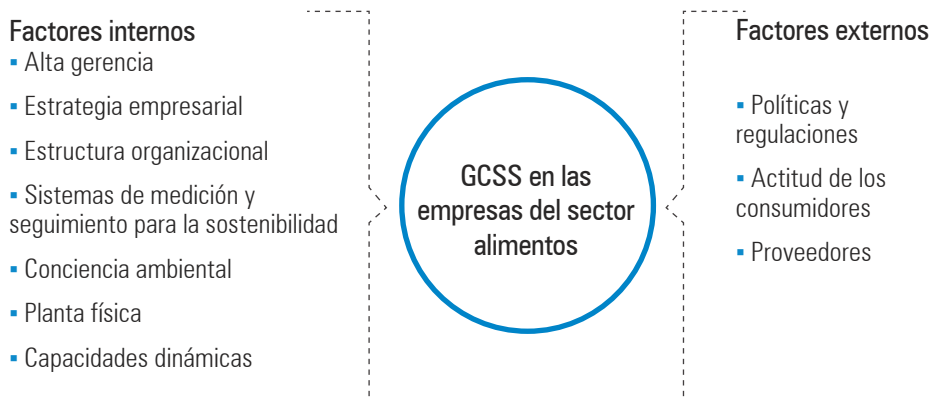 Factores internos
▪ Alta gerencia
▪ Estrategia empresarial
▪ Estructura organizacional
▪ Sistemas de medición y
seguimiento para la sostenibilidad
▪ Conciencia ambiental
▪ Planta física
▪ Capacidades dinámicas
GCSS en las
empresas del sector
alimentos
Factores externos
▪ Políticas y
regulaciones
▪ Actitud de los
consumidores
▪ Proveedores